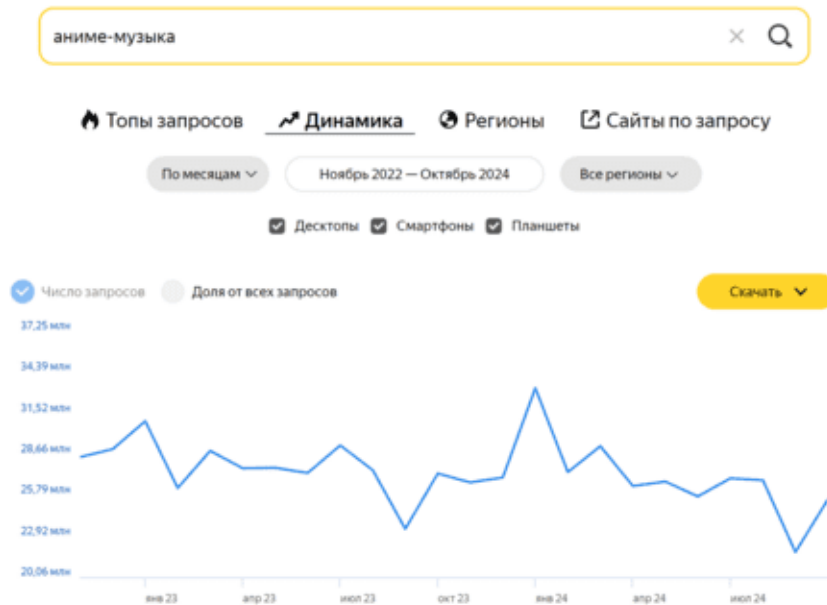 аниме-музыка
Топы запросов Динамика Регионы Сайты по запросу
По месяцам Ноябрь 2022 — Октябрь 2024 Все регионы
Десктопы Смартфоны Планшеты
Число запросов Доля от всех запросов Скачать
37,25 млн
34,39 млн
31,52 млн
28,66 млн
25,79 млн
22,92 млн
20,06 млн
янв 23 апр 23 июл 23 окт 23 янв 24 апр 24 июл 24